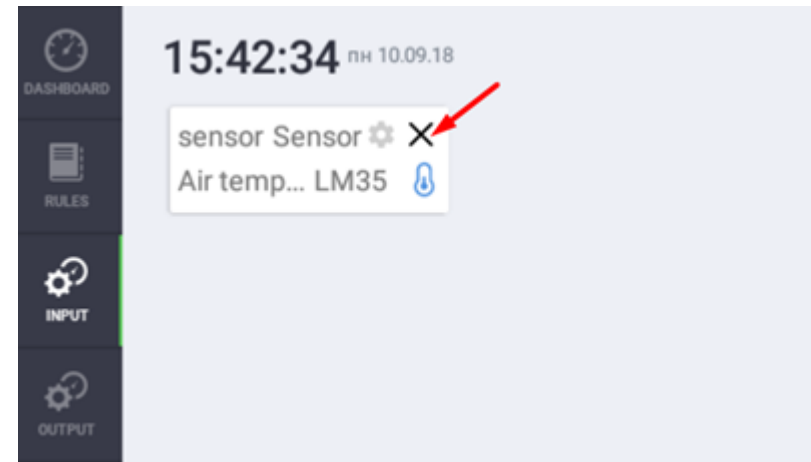 DASHBOARD
RULES
INPUT
OUTPUT
15:42:34 пн 10.09.18
sensor Sensor
Air temp... LM35